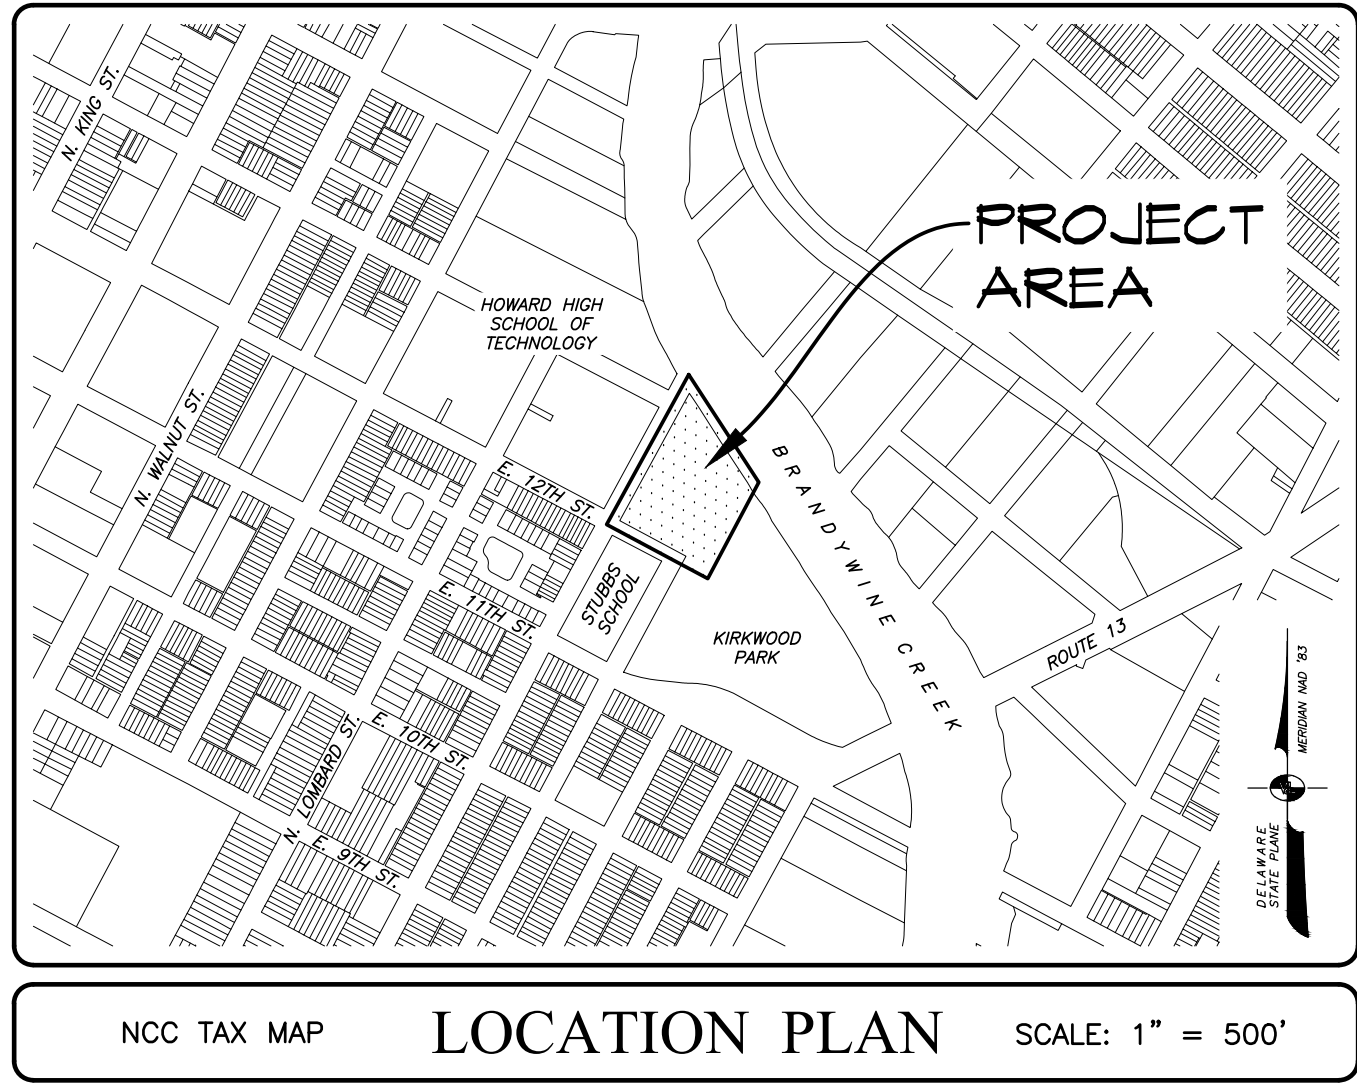 N. KING ST.
PROJECT
AREA
HOWARD HIGH
SCHOOL OF
TECHNOLOGY
N. WALNUT ST.
E. 12TH ST.
BRANDYWINE CREEK
STUBBS
SCHOOL
E. 11TH ST.
KIRKWOOD
PARK
ROUTE 13
MERIDIAN NAD '83
E. 10TH ST.
N. LOMBARD ST.
E. 9TH ST.
DELAWARE
STATE PLANE
NCC TAX MAP
LOCATION PLAN
SCALE: 1" = 500'